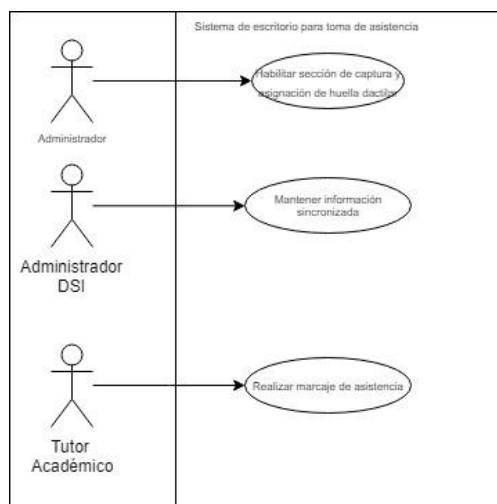 Sistema de escritorio para toma de asistencia
Habilitar sección de captura y
asignación de huella dactilar
Administrador
Mantener información
sincronizada
Administrador
DSI
Realizar marcaje de asistencia
Tutor
Académico